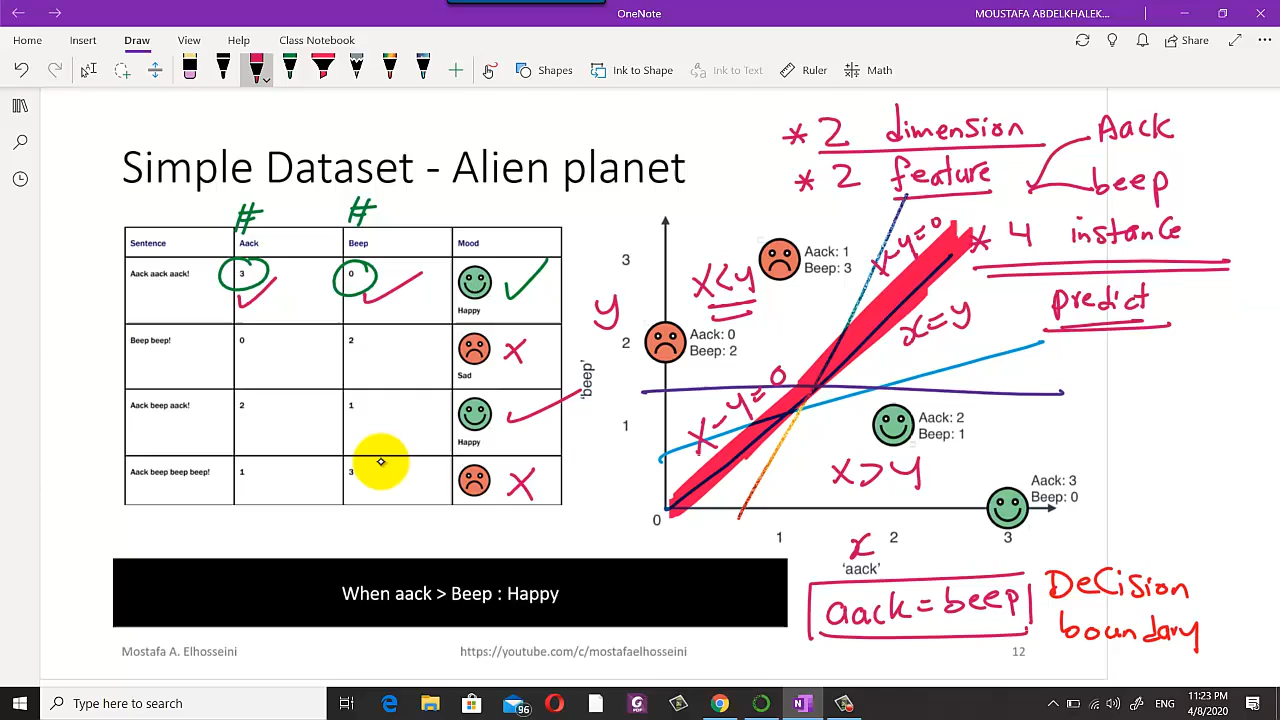 OneNote
MOUSTAFA ABDELKHALEK...
Home Insert Draw View Help Class Notebook
Share
Shapes Ink to Shape Ink to Text Ruler Math
Simple Dataset - Alien planet
* 2 dimension
* 2 feature
Aack
beep
* 4 instance
predict
# #
Sentence Aack Beep Mood
Aack aack aack! 3 0
Happy
Beep beep! 0 2
Sad
Aack beep aack! 2 1
Happy
Aack beep beep beep! 1 3
3
2
1
0
1 2 3
y
'beep'
x
'aack'
Aack: 1
Beep: 3
Aack: 0
Beep: 2
Aack: 2
Beep: 1
Aack: 3
Beep: 0
x<y
x-y=0
x=y
x-y=0
x>y
aack=beep
Decision
boundary
When aack > Beep : Happy
Mostafa A. Elhosseini
https://youtube.com/c/mostafaelhosseini
12
Type here to search
96
ENG
11:23 PM
4/8/2020